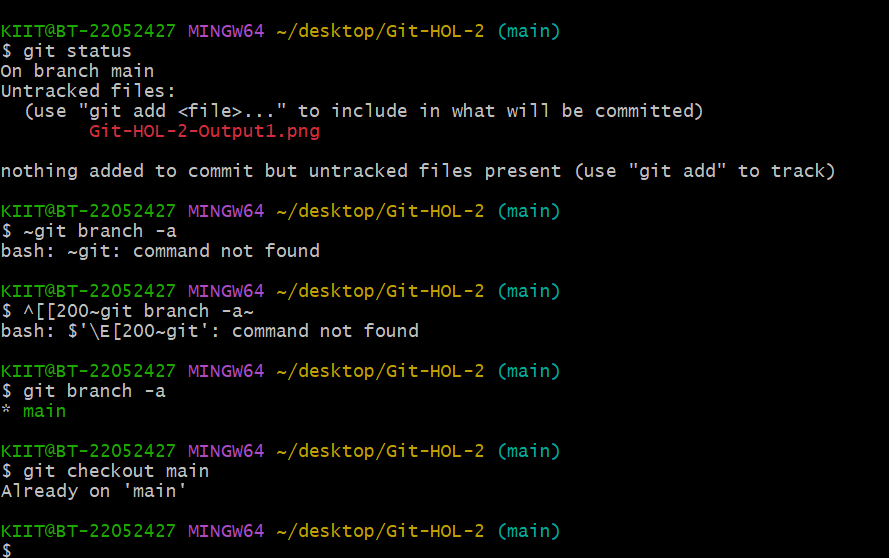 KIIT@BT-22052427 MINGW64 ~/desktop/Git-HOL-2 (main)
$ git status
On branch main
Untracked files:
  (use "git add <file>..." to include in what will be committed)
        Git-HOL-2-Output1.png

nothing added to commit but untracked files present (use "git add" to track)

KIIT@BT-22052427 MINGW64 ~/desktop/Git-HOL-2 (main)
$ ~git branch -a
bash: ~git: command not found

KIIT@BT-22052427 MINGW64 ~/desktop/Git-HOL-2 (main)
$ ^[[200~git branch -a~
bash: $'\E[200~git': command not found

KIIT@BT-22052427 MINGW64 ~/desktop/Git-HOL-2 (main)
$ git branch -a
* main

KIIT@BT-22052427 MINGW64 ~/desktop/Git-HOL-2 (main)
$ git checkout main
Already on 'main'

KIIT@BT-22052427 MINGW64 ~/desktop/Git-HOL-2 (main)
$